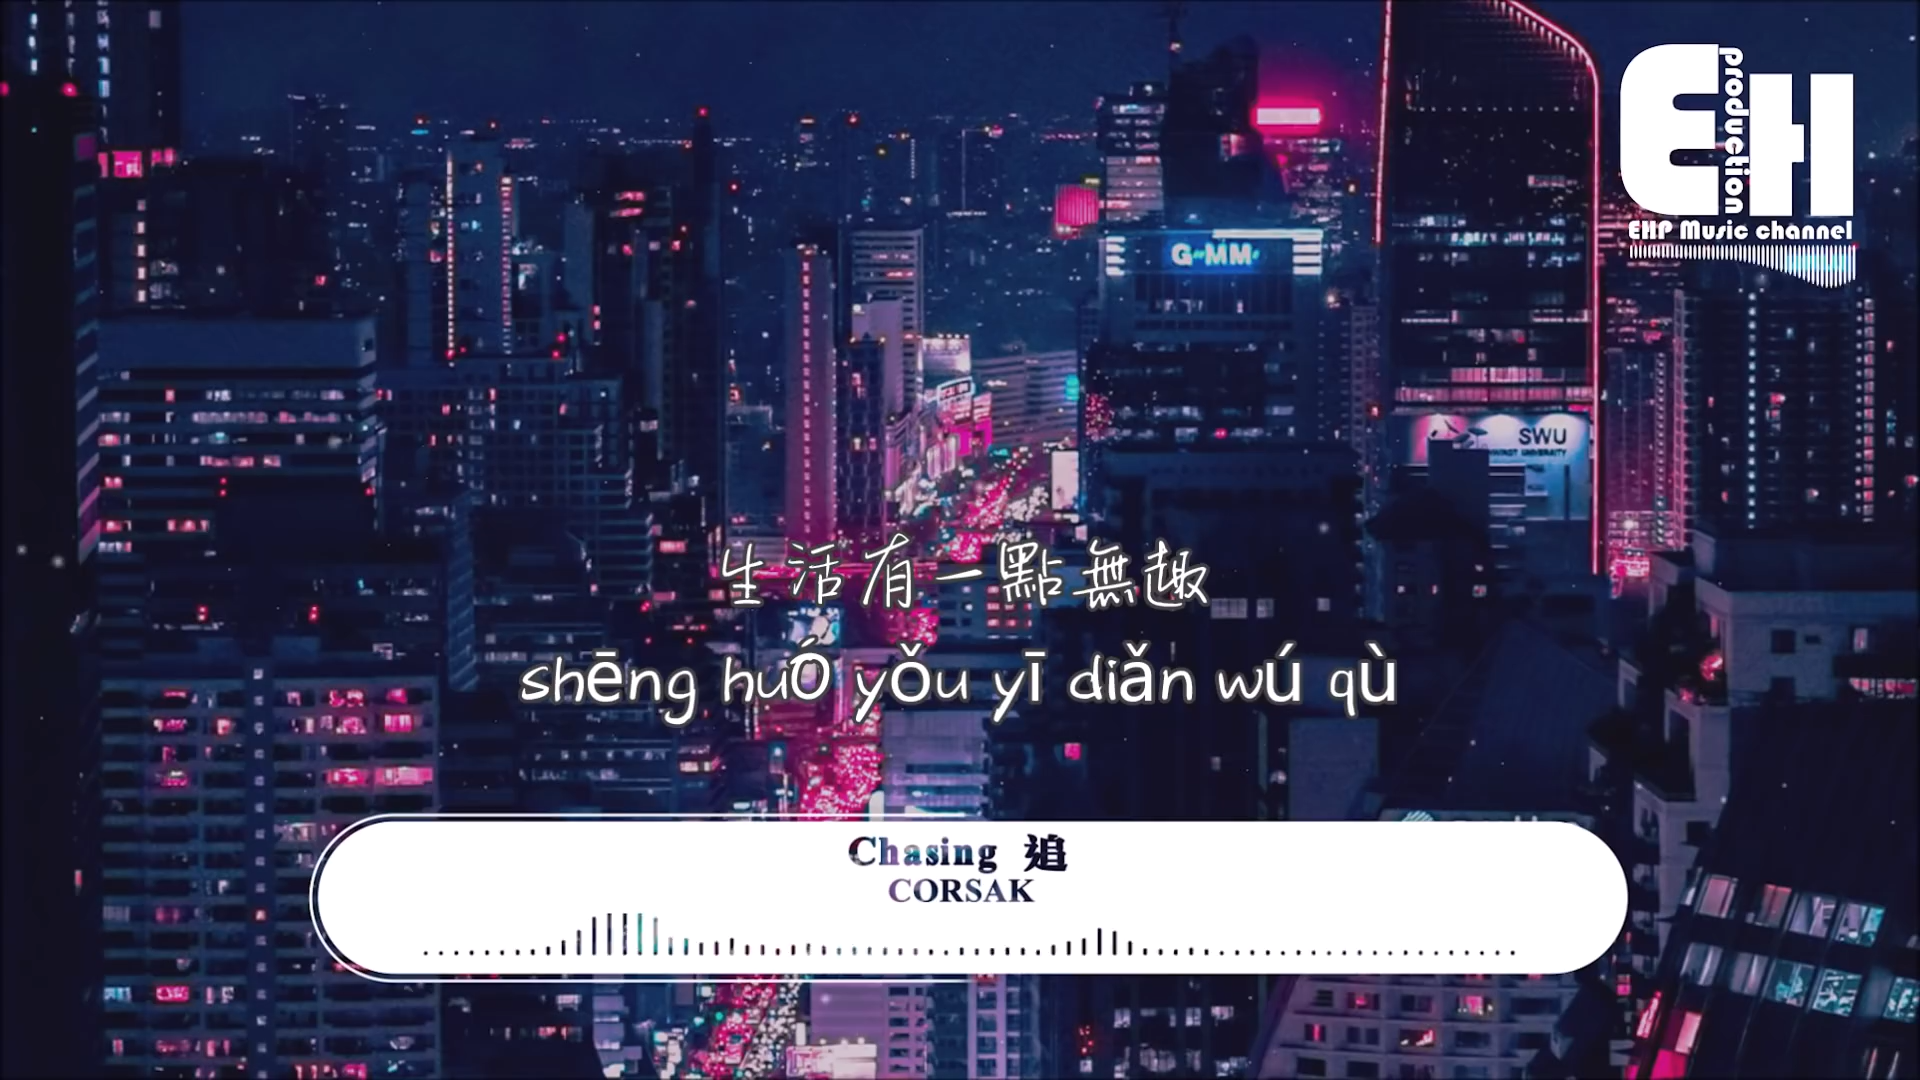 production
EH
EHP Music channel
G"MM'
SWU
UNIVERSITY
生活有一點無趣
shēng huó yǒu yī diǎn wú qù
Chasing 追
CORSAK